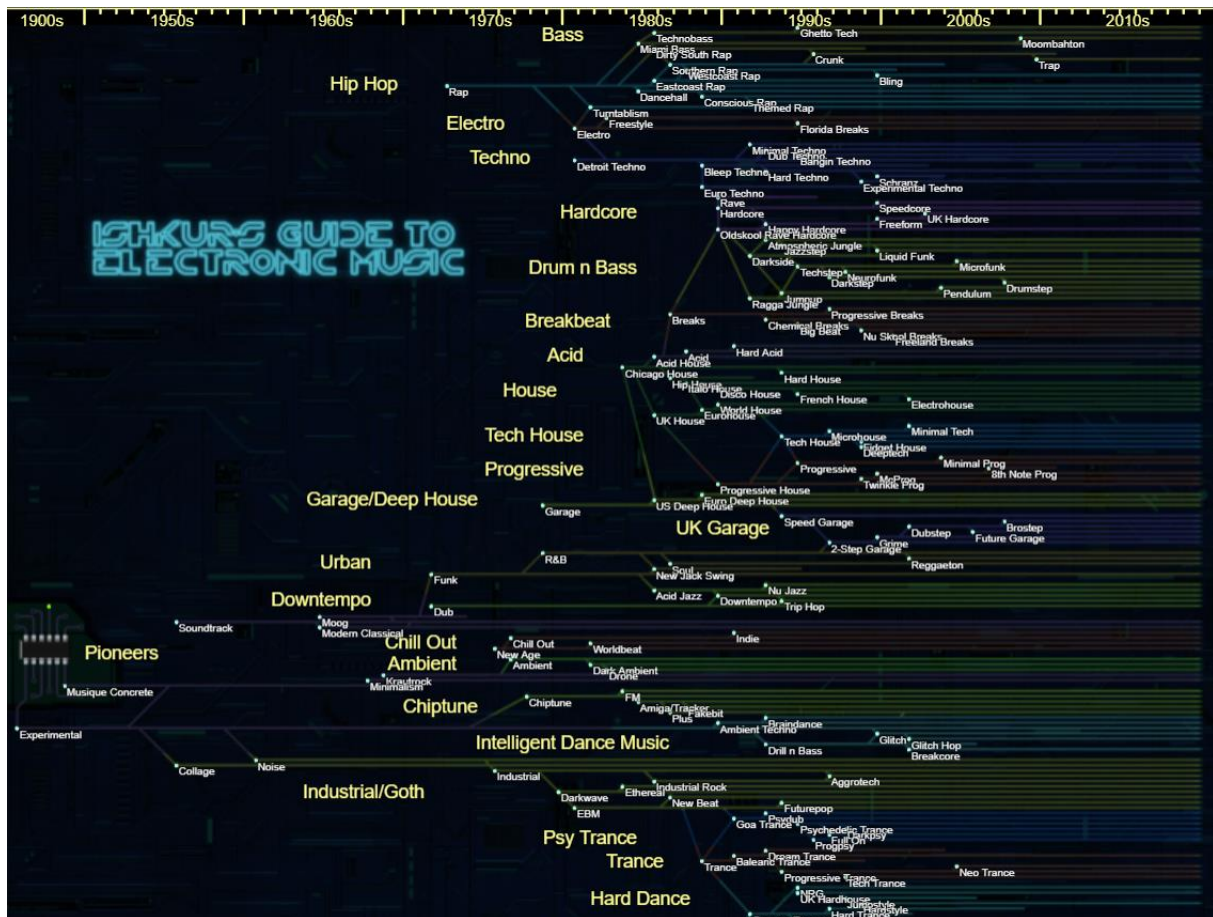 1900s 1950s 1960s 1970s 1980s 1990s 2000s 2010s
Bass
Technobass
Ghetto Tech
Miami Bass
Dirty South Rap
Moombahton
Crunk
Trap
Southern Rap
Westcoast Rap
Bling
Hip Hop
Rap
Eastcoast Rap
Dancehall
Conscious Rap
Themed Rap
Turntablism
Freestyle
Electro
Electro
Florida Breaks
Techno
Minimal Techno
Dub Techno
Bangin Techno
Detroit Techno
Bleep Techno
Hard Techno
Schranz
Experimental Techno
Euro Techno
Rave
Hardcore
Hardcore
Speedcore
UK Hardcore
Freeform
Happy Hardcore
Oldskool Rave Hardcore
ISHKURS GUIDE TO
ELECTRONIC MUSIC
Atmospheric Jungle
Jazzstep
Liquid Funk
Drum n Bass
Darkside
Microfunk
Techstep
Neurofunk
Darkstep
Drumstep
Pendulum
Jumpup
Ragga Jungle
Breakbeat
Breaks
Progressive Breaks
Chemical Breaks
Big Beat
Nu Skool Breaks
Freeland Breaks
Acid
Acid
Hard Acid
Acid House
Chicago House
Hard House
House
Hip House
Italo House
Disco House
French House
Electrohouse
World House
Eurohouse
UK House
Tech House
Tech House
Microhouse
Minimal Tech
Fidget House
Deeptech
Progressive
Progressive
Minimal Prog
8th Note Prog
McProg
Twinkle Prog
Progressive House
Garage/Deep House
Garage
US Deep House
Euro Deep House
UK Garage
Speed Garage
Dubstep
Brostep
Future Garage
Grime
2-Step Garage
Urban
R&B
Soul
Reggaeton
Funk
New Jack Swing
Acid Jazz
Nu Jazz
Downtempo
Dub
Downtempo
Trip Hop
Soundtrack
Moog
Modern Classical
Pioneers
Chill Out
Chill Out
Worldbeat
Indie
New Age
Ambient
Ambient
Dark Ambient
Drone
Krautrock
Minimalism
Musique Concrete
Chiptune
Chiptune
FM
Amiga/Tracker
Fakebit
Plus
Experimental
Ambient Techno
Braindance
Intelligent Dance Music
Drill n Bass
Glitch
Glitch Hop
Breakcore
Collage
Noise
Industrial
Aggrotech
Industrial/Goth
Darkwave
Ethereal
Industrial Rock
EBM
New Beat
Futurepop
Psy Trance
Psydub
Goa Trance
Psychedelic Trance
Darkpsy
Full On
Progpsy
Trance
Trance
Dream Trance
Balearic Trance
Progressive Trance
Tech Trance
Neo Trance
Hard Dance
NRG
UK Hardhouse
Jumpstyle
Hardstyle
Hard Trance